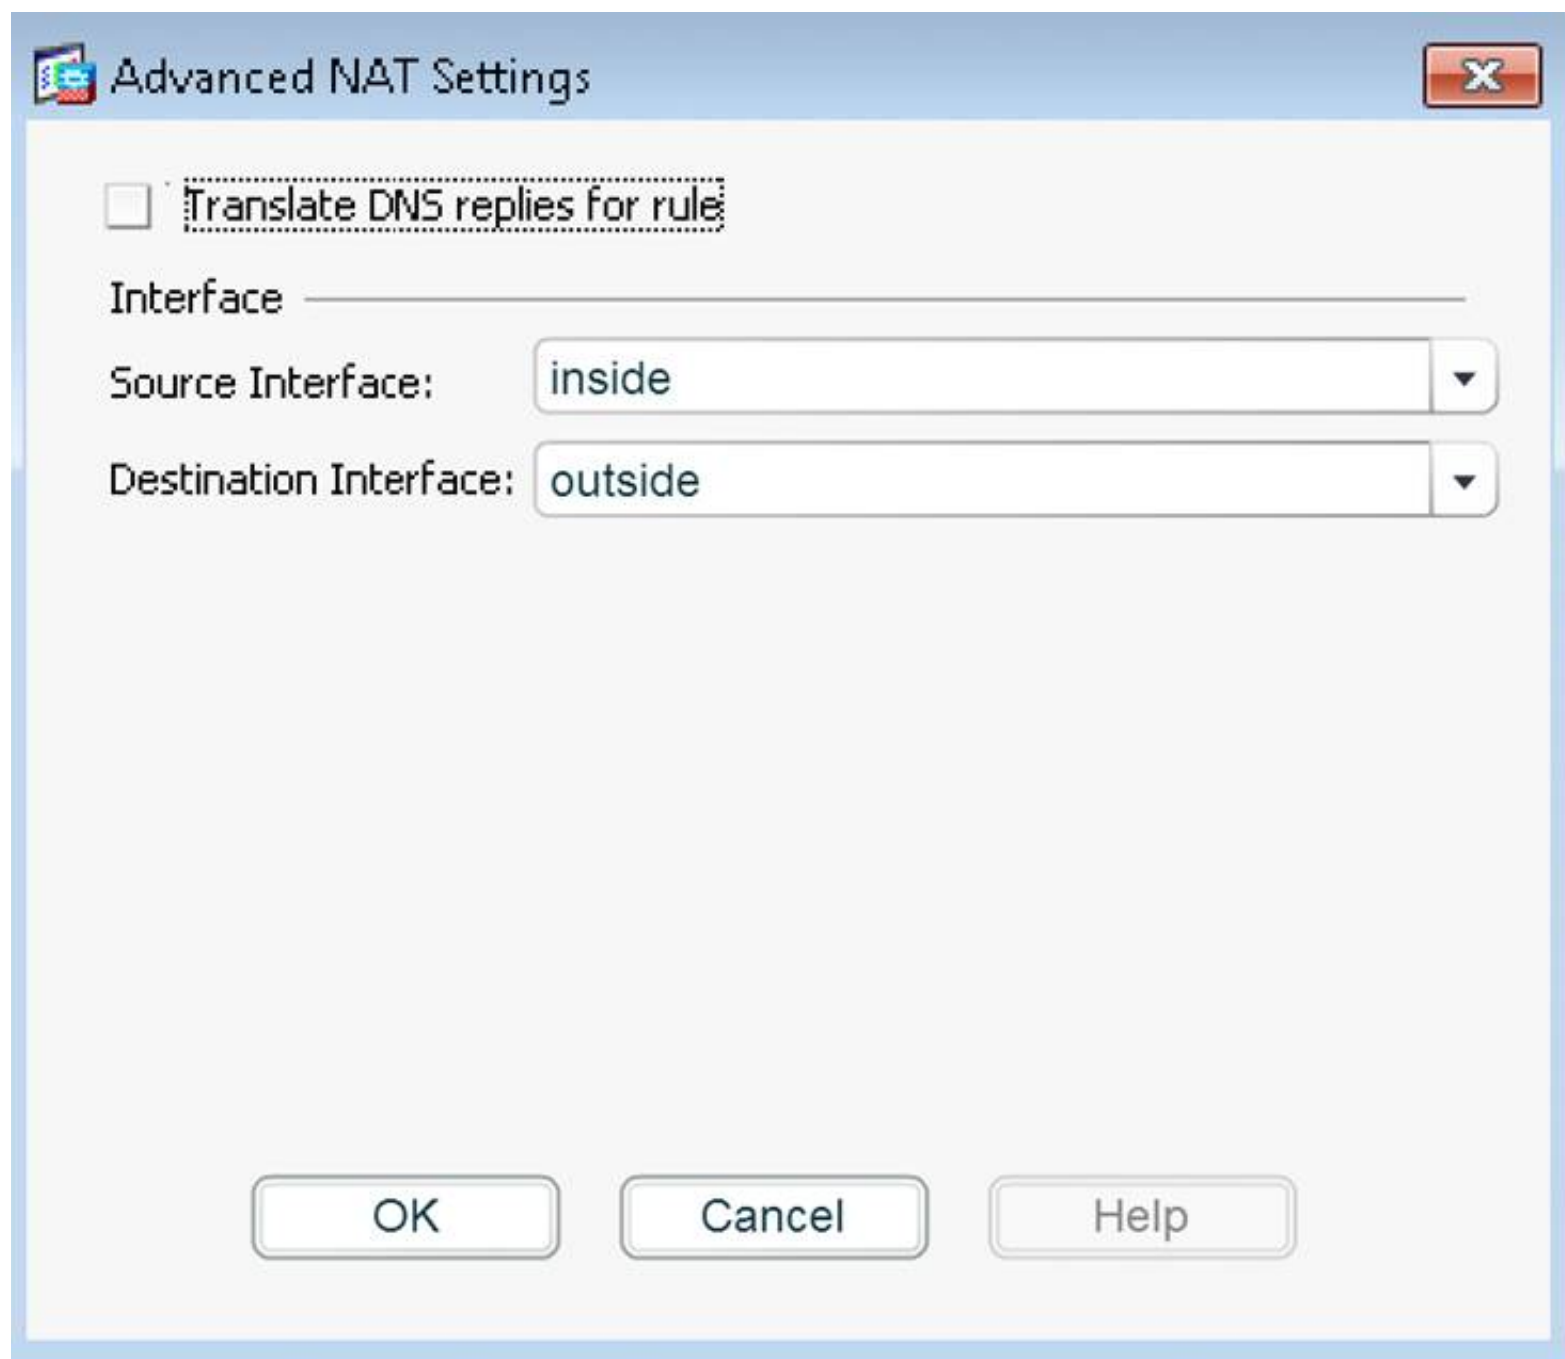 Advanced NAT Settings
Translate DNS replies for rule
Interface
Source Interface: inside
Destination Interface: outside
OK Cancel Help